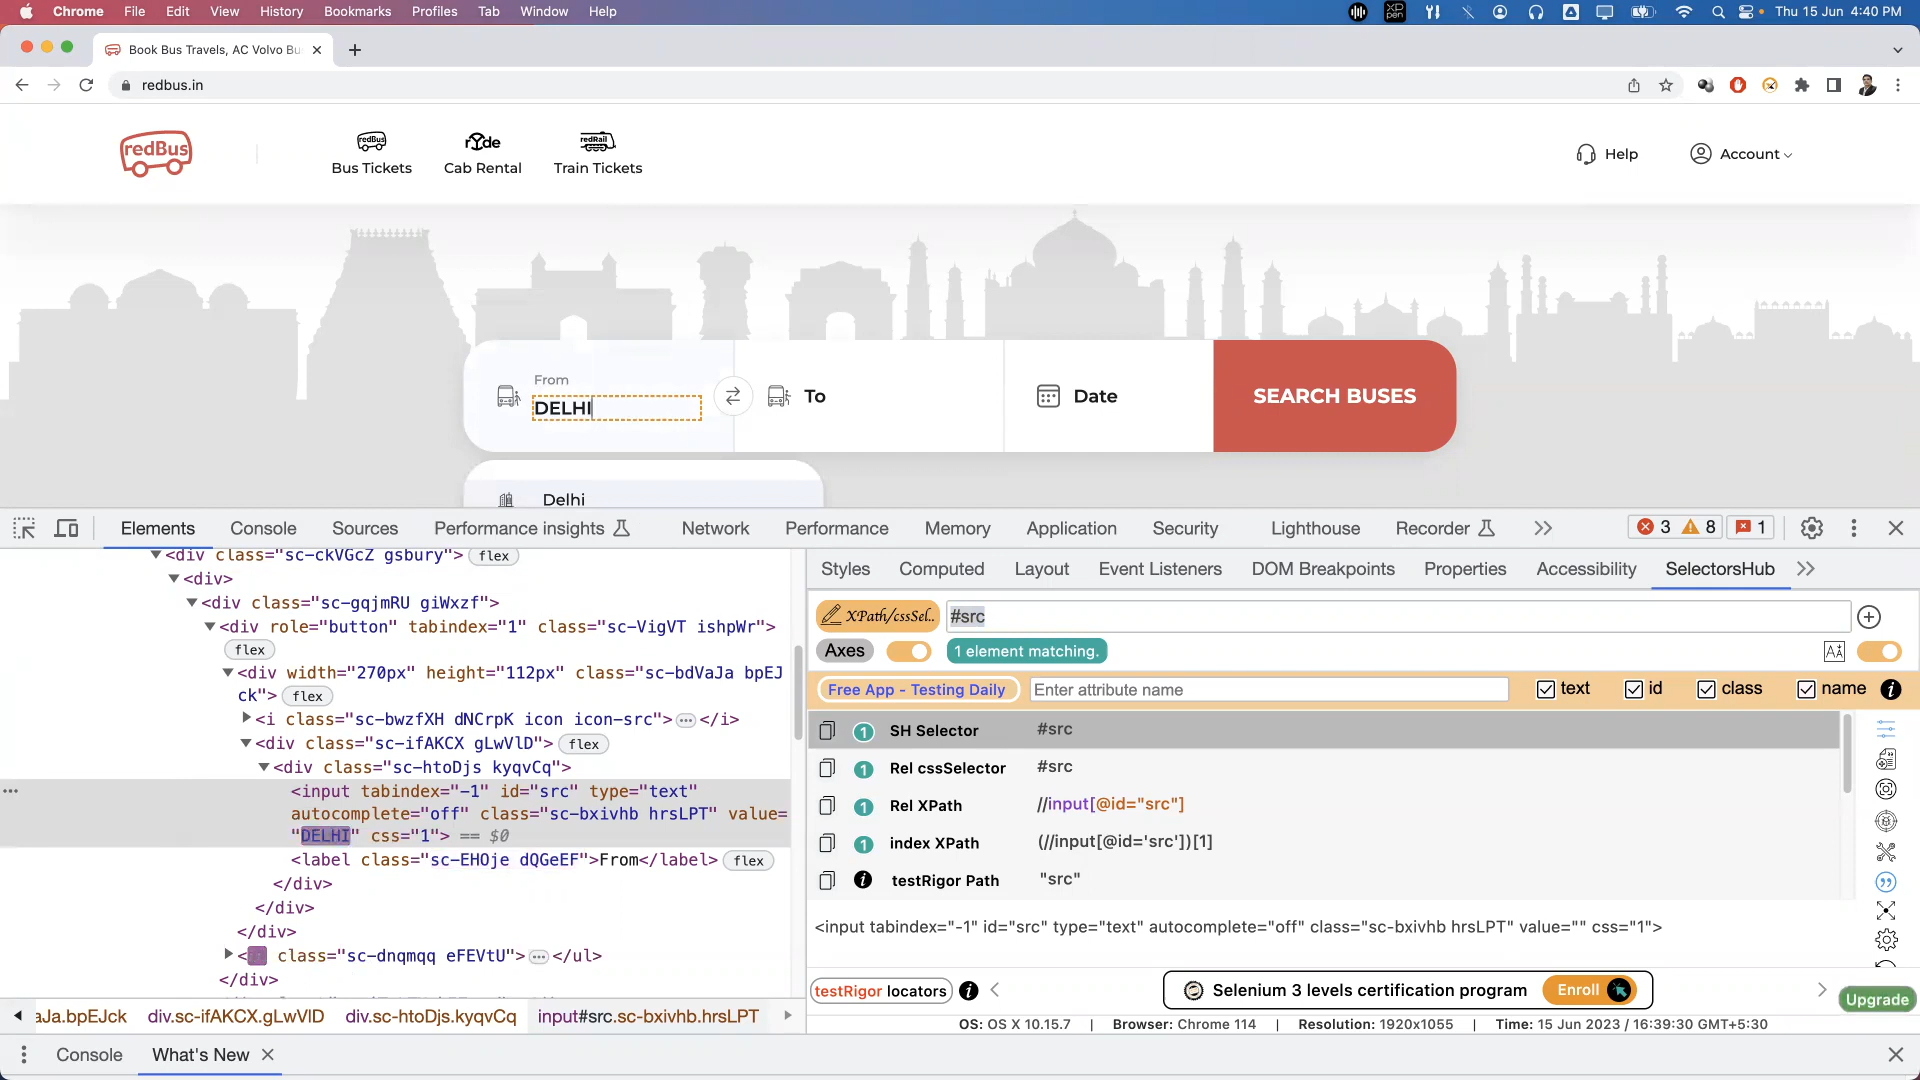 Chrome File Edit View History Bookmarks Profiles Tab Window Help
XP pen
Thu 15 Jun 4:40 PM
Book Bus Travels, AC Volvo Bu
redbus.in
redBus
redBus
Bus Tickets
rYde
Cab Rental
redRail
Train Tickets
Help
Account
From
DELHI
To
Date
SEARCH BUSES
Delhi
Elements Console Sources Performance insights Network Performance Memory Application Security Lighthouse Recorder 3 8 1
<div class="sc-ckVGcZ gsbury"> flex
<div>
<div class="sc-gqjmRU giWxzf">
<div role="button" tabindex="1" class="sc-VigVT ishpWr">
flex
<div width="270px" height="112px" class="sc-bdVaJa bpEJ
ck"> flex
<i class="sc-bwzfXH dNCrpK icon icon-src"> … </i>
<div class="sc-ifAKCX gLwVlD"> flex
<div class="sc-htoDjs kyqvCq">
<input tabindex="-1" id="src" type="text"
autocomplete="off" class="sc-bxivhb hrsLPT" value=
"DELHI" css="1"> == $0
<label class="sc-EHOje dQGeEF">From</label> flex
</div>
</div>
</div>
< class="sc-dnqmqq eFEVtU"> … </ul>
</div>
aJa.bpEJck div.sc-ifAKCX.gLwVlD div.sc-htoDjs.kyqvCq input#src.sc-bxivhb.hrsLPT
Styles Computed Layout Event Listeners DOM Breakpoints Properties Accessibility SelectorsHub
XPath/cssSel.. #src
Axes 1 element matching.
Free App - Testing Daily Enter attribute name text id class name
1 SH Selector #src
1 Rel cssSelector #src
1 Rel XPath //input[@id="src"]
1 index XPath (//input[@id='src'])[1]
testRigor Path "src"
<input tabindex="-1" id="src" type="text" autocomplete="off" class="sc-bxivhb hrsLPT" value="" css="1">
testRigor locators Selenium 3 levels certification program Enroll Upgrade
OS: OS X 10.15.7 | Browser: Chrome 114 | Resolution: 1920x1055 | Time: 15 Jun 2023 / 16:39:30 GMT+5:30
Console What's New